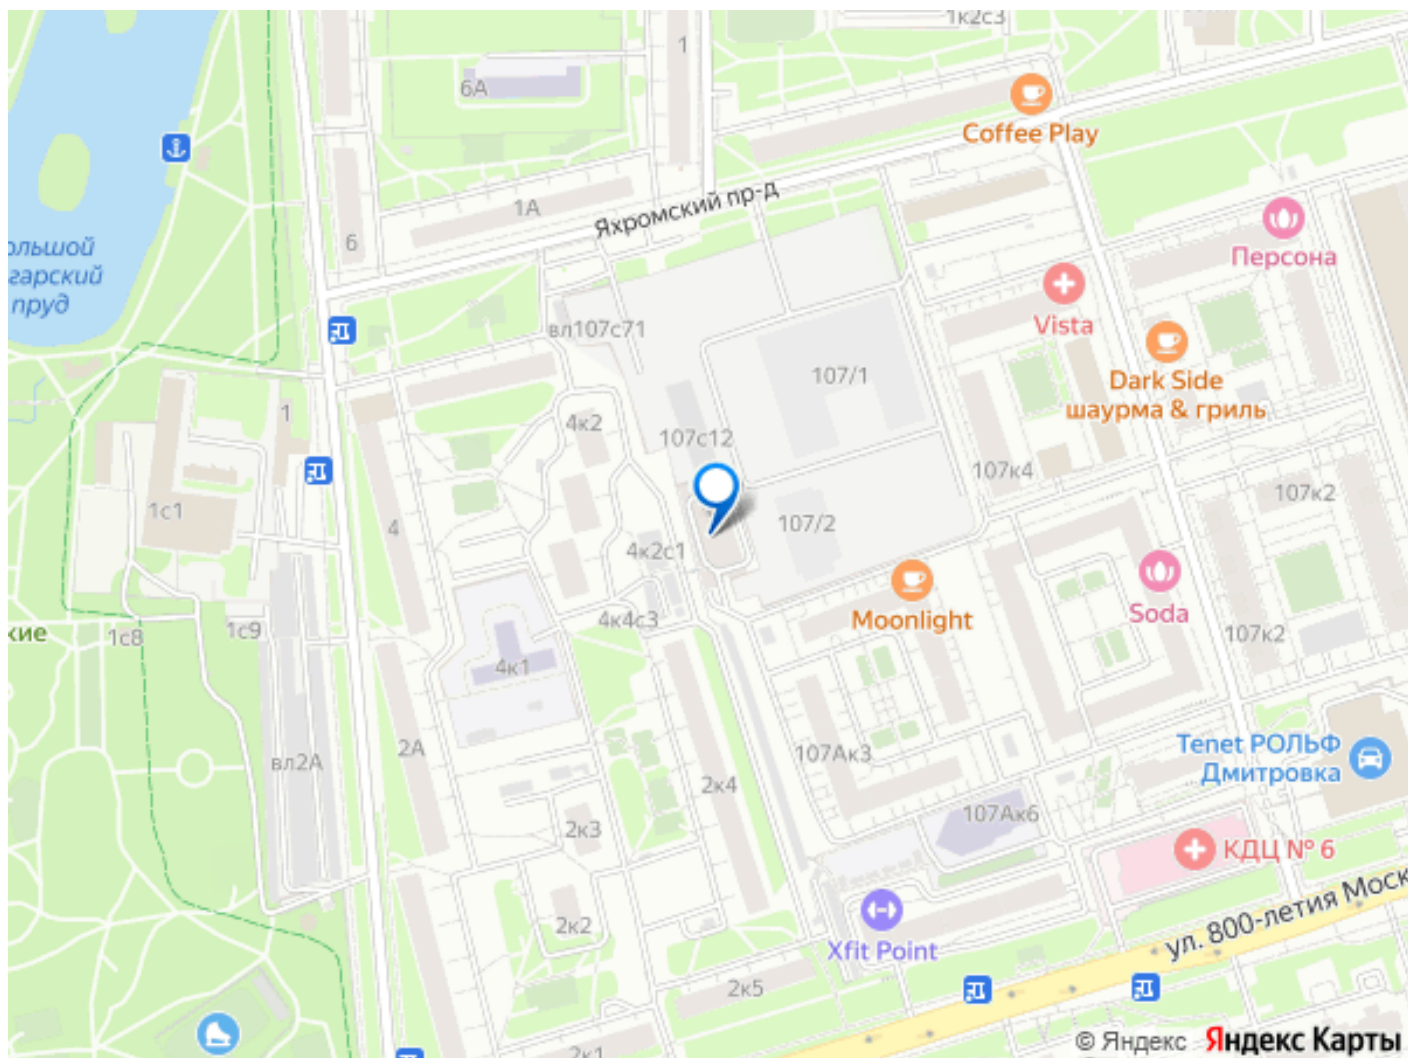 1к2с3
1
6А
Coffee Play
Яхромский пр-д
1А
6
Персона
ольшой
гарский
пруд
Vista
вл107с71
107/1
Dark Side
шаурма & гриль
1
4к2
107с12
107к4
107к2
1с1
4
107/2
4к2с1
Moonlight
Soda
кие
1с8
1с9
4к4с3
107к2
4к1
2А
вл2А
107Ак3
Tenet РОЛЬФ
Дмитровка
2к4
107Ак6
2к3
КДЦ № 6
2к2
Xfit Point
ул. 800-летия Моск
2к5
2к1
© Яндекс Яндекс Карты